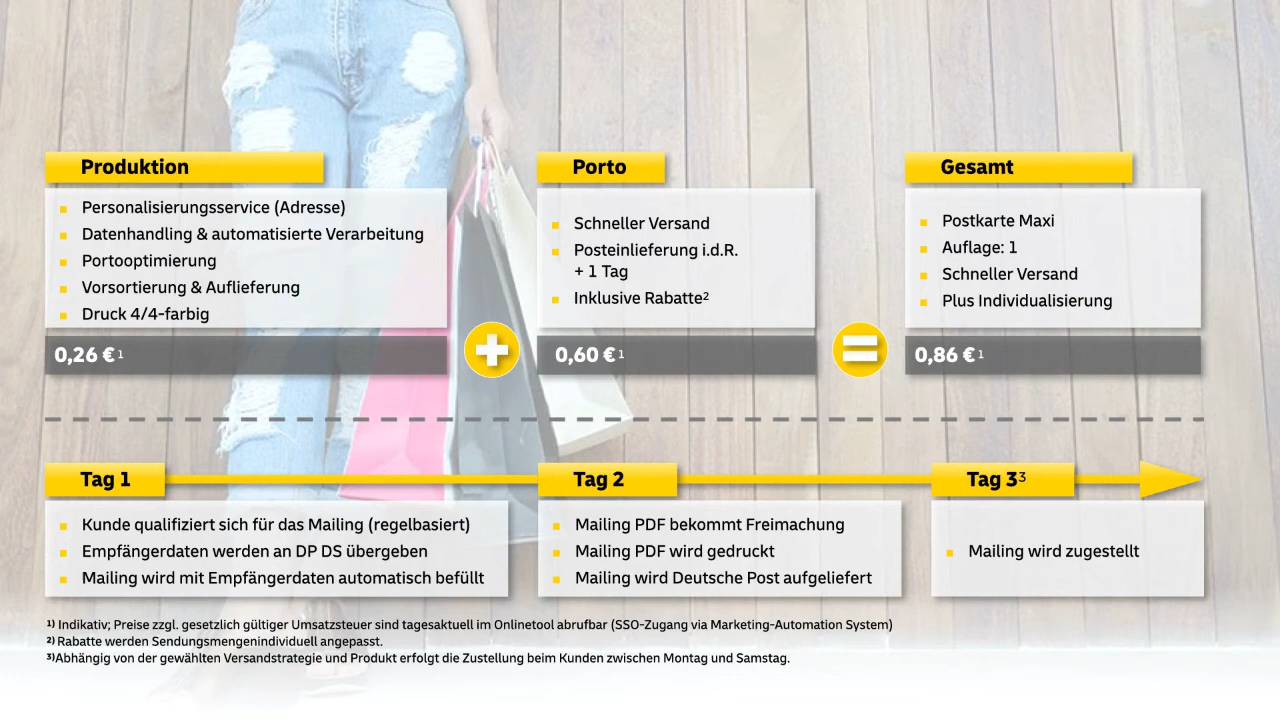 Produktion
Personalisierungsservice (Adresse)
Datenhandling & automatisierte Verarbeitung
Portooptimierung
Vorsortierung & Auflieferung
Druck 4/4-farbig
0,26 € 1
Porto
Schneller Versand
Posteinlieferung i.d.R.
+ 1 Tag
Inklusive Rabatte2
0,60 € 1
Gesamt
Postkarte Maxi
Auflage: 1
Schneller Versand
Plus Individualisierung
0,86 € 1
Tag 1
Kunde qualifiziert sich für das Mailing (regelbasiert)
Empfängerdaten werden an DP DS übergeben
Mailing wird mit Empfängerdaten automatisch befüllt
Tag 2
Mailing PDF bekommt Freimachung
Mailing PDF wird gedruckt
Mailing wird Deutsche Post aufgeliefert
Tag 33
Mailing wird zugestellt
1) Indikativ; Preise zzgl. gesetzlich gültiger Umsatzsteuer sind tagesaktuell im Onlinetool abrufbar (SSO-Zugang via Marketing-Automation System)
2) Rabatte werden Sendungsmengenindividuell angepasst.
3)Abhängig von der gewählten Versandstrategie und Produkt erfolgt die Zustellung beim Kunden zwischen Montag und Samstag.